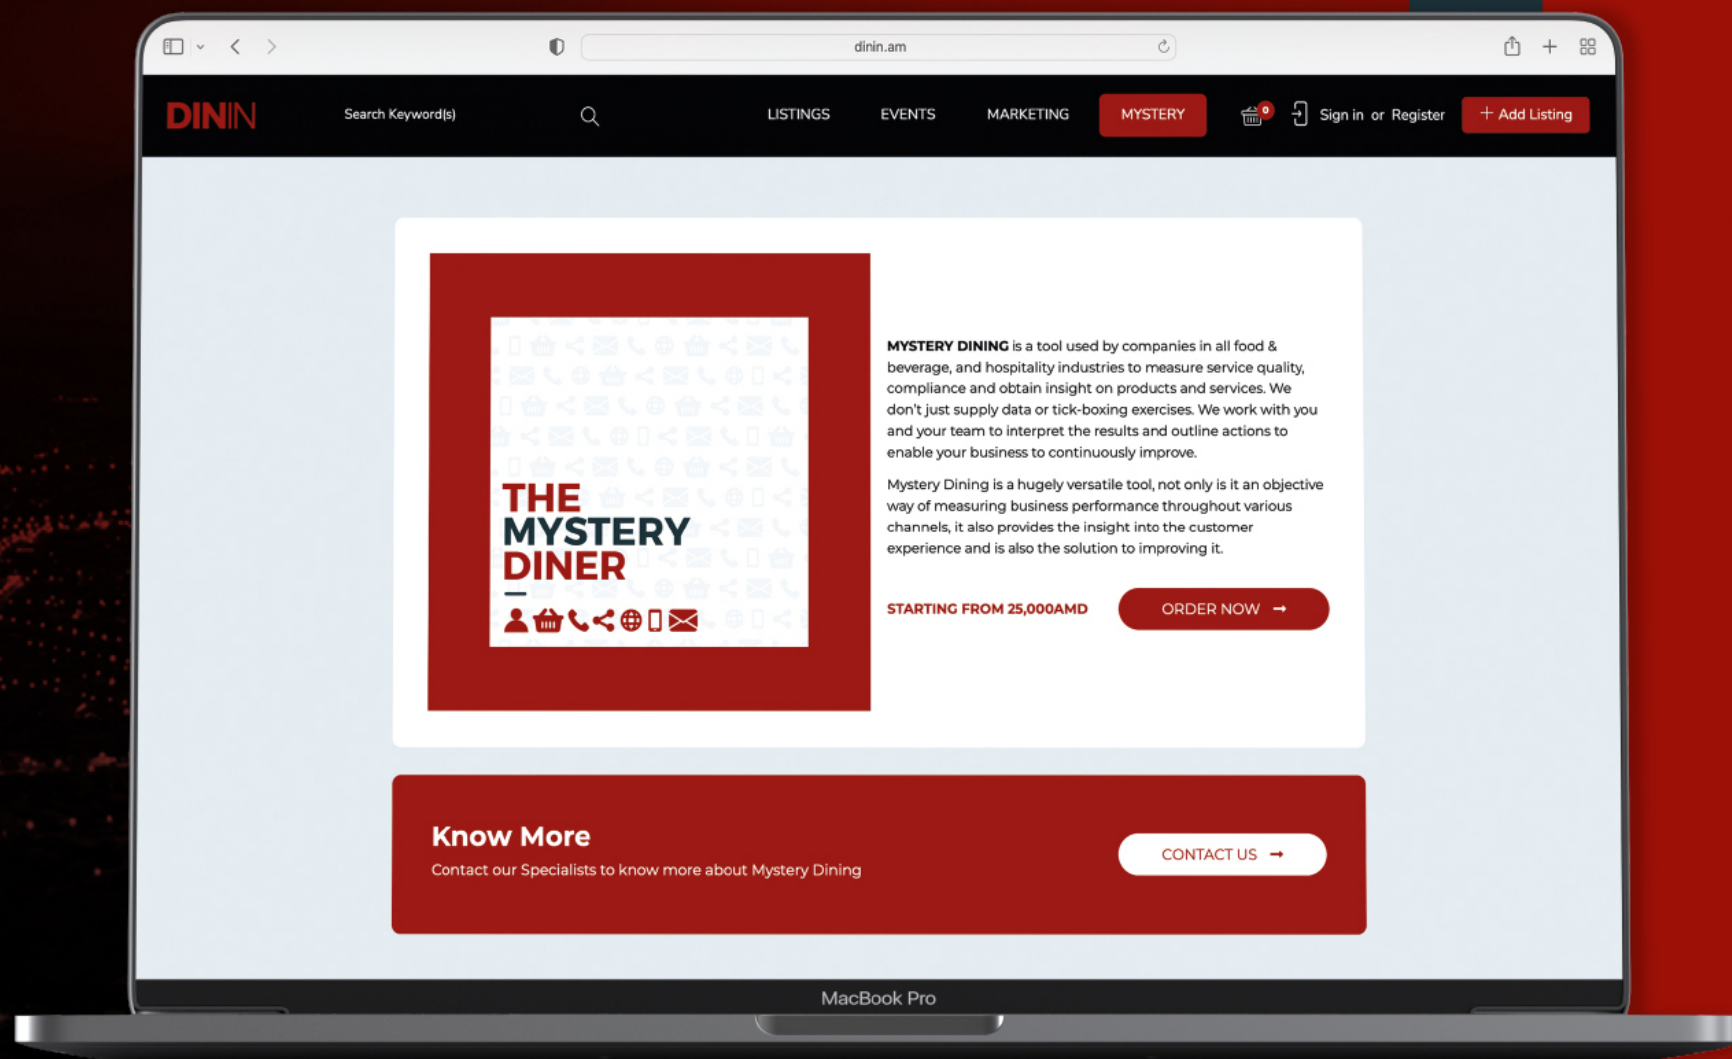 dinin.am
DININ
Search Keyword(s)
LISTINGS
EVENTS
MARKETING
MYSTERY
0
Sign in or Register
+ Add Listing
THE
MYSTERY
DINER
MYSTERY DINING is a tool used by companies in all food &
beverage, and hospitality industries to measure service quality,
compliance and obtain insight on products and services. We
don't just supply data or tick-boxing exercises. We work with you
and your team to interpret the results and outline actions to
enable your business to continuously improve.
Mystery Dining is a hugely versatile tool, not only is it an objective
way of measuring business performance throughout various
channels, it also provides the insight into the customer
experience and is also the solution to improving it.
STARTING FROM 25,000AMD
ORDER NOW →
Know More
Contact our Specialists to know more about Mystery Dining
CONTACT US →
MacBook Pro